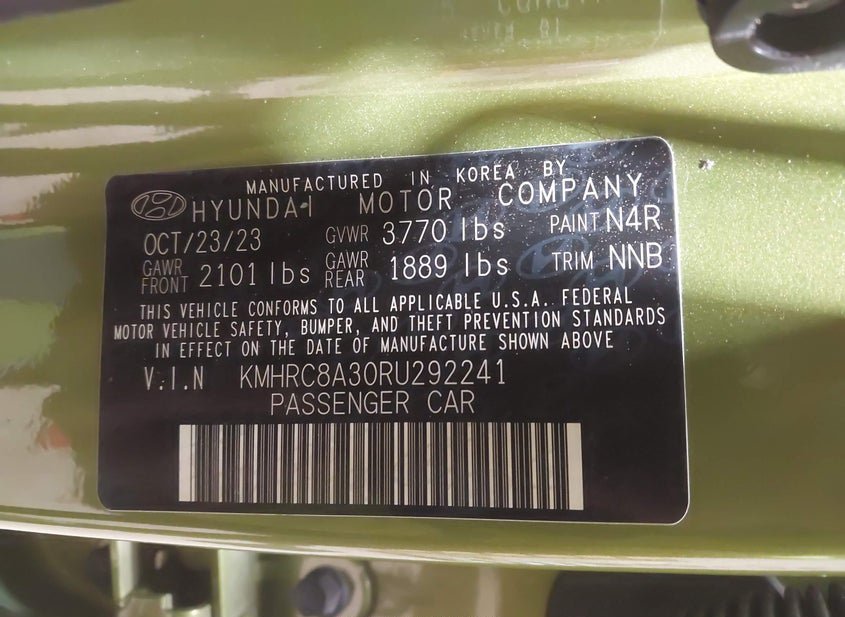 MANUFACTURED IN KOREA BY
HYUNDAI MOTOR COMPANY
OCT/23/23 GVWR 3770 lbs PAINT N4R
GAWR FRONT 2101 lbs GAWR REAR 1889 lbs TRIM NNB
THIS VEHICLE CONFORMS TO ALL APPLICABLE U.S.A. FEDERAL
MOTOR VEHICLE SAFETY, BUMPER, AND THEFT PREVENTION STANDARDS
IN EFFECT ON THE DATE OF MANUFACTURE SHOWN ABOVE
V.I.N KMHRC8A30RU292241
PASSENGER CAR